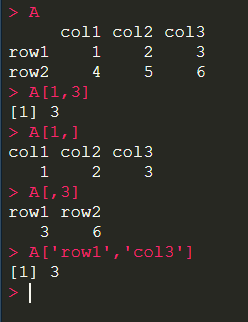 > A
     col1 col2 col3
row1    1    2    3
row2    4    5    6
> A[1,3]
[1] 3
> A[1,]
col1 col2 col3
   1    2    3
> A[,3]
row1 row2
   3    6
> A['row1','col3']
[1] 3
>